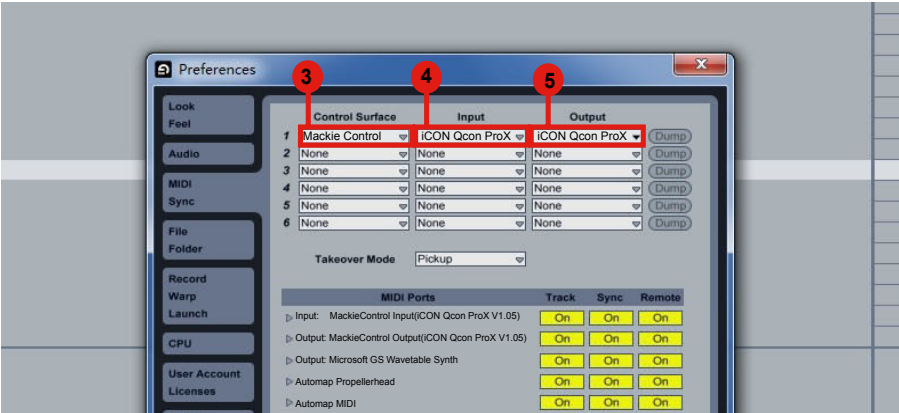 Preferences
x
3 4 5
Look
Feel
Audio
MIDI
Sync
File
Folder
Record
Warp
Launch
CPU
User Account
Licenses
Control Surface Input Output
1 Mackie Control iCON Qcon ProX iCON Qcon ProX Dump
2 None None None Dump
3 None None None Dump
4 None None None Dump
5 None None None Dump
6 None None None Dump
Takeover Mode Pickup
MIDI Ports Track Sync Remote
Input: MackieControl Input(iCON Qcon ProX V1.05) On On On
Output: MackieControl Output(iCON Qcon ProX V1.05) On On On
Output: Microsoft GS Wavetable Synth On On On
Automap Propellerhead On On On
Automap MIDI On On On